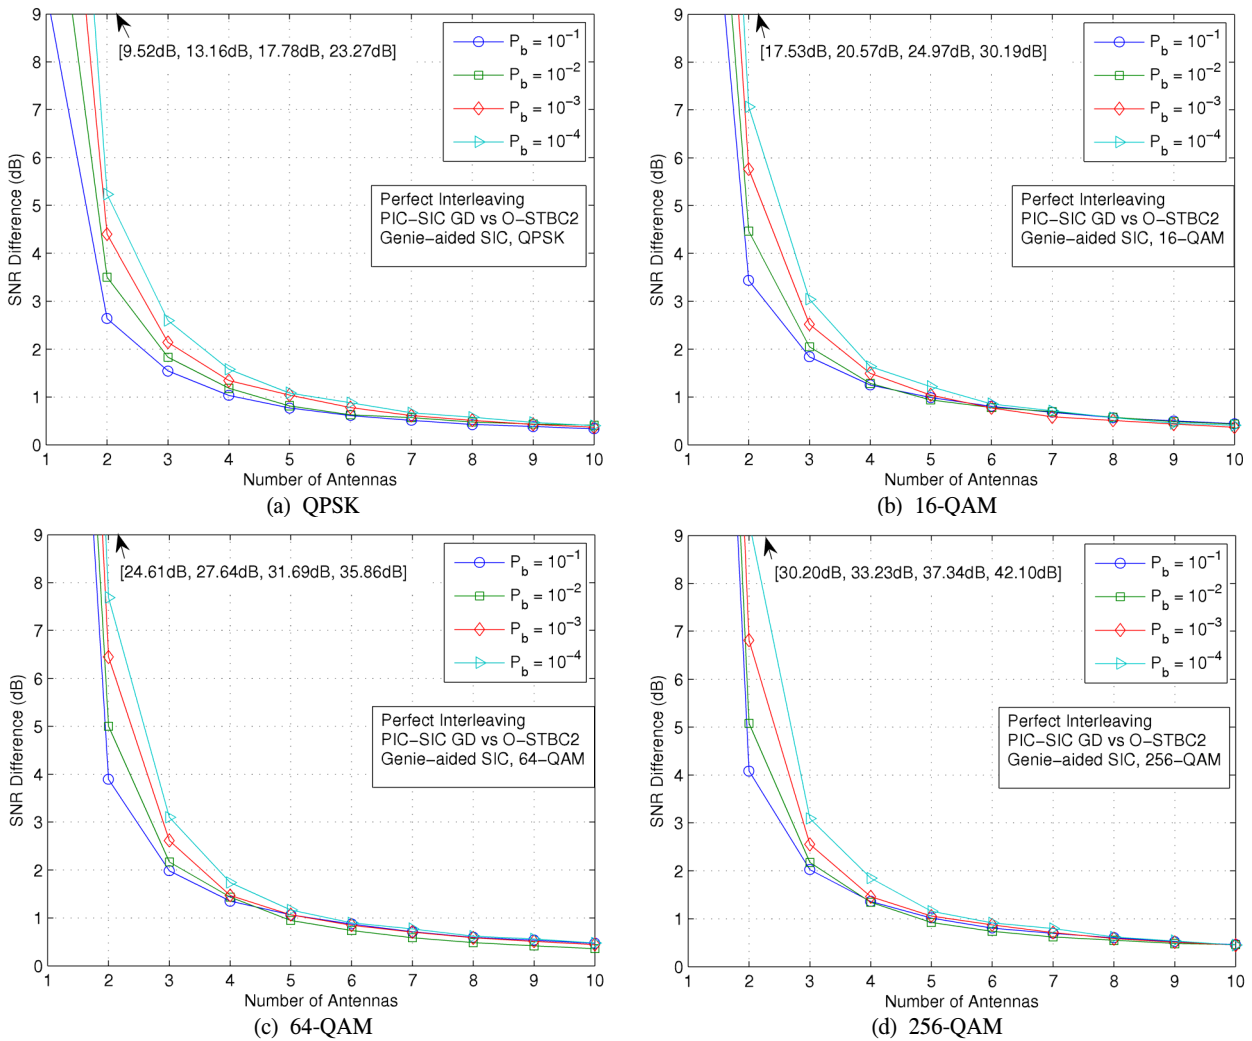 9
8
7
6
5
4
3
2
1
0
SNR Difference (dB)
[9.52dB, 13.16dB, 17.78dB, 23.27dB]
P_b = 10^-1
P_b = 10^-2
P_b = 10^-3
P_b = 10^-4
Perfect Interleaving
PIC-SIC GD vs O-STBC2
Genie-aided SIC, QPSK
1 2 3 4 5 6 7 8 9 10
Number of Antennas
(a) QPSK
9
8
7
6
5
4
3
2
1
0
SNR Difference (dB)
[17.53dB, 20.57dB, 24.97dB, 30.19dB]
P_b = 10^-1
P_b = 10^-2
P_b = 10^-3
P_b = 10^-4
Perfect Interleaving
PIC-SIC GD vs O-STBC2
Genie-aided SIC, 16-QAM
1 2 3 4 5 6 7 8 9 10
Number of Antennas
(b) 16-QAM
9
8
7
6
5
4
3
2
1
0
SNR Difference (dB)
[24.61dB, 27.64dB, 31.69dB, 35.86dB]
P_b = 10^-1
P_b = 10^-2
P_b = 10^-3
P_b = 10^-4
Perfect Interleaving
PIC-SIC GD vs O-STBC2
Genie-aided SIC, 64-QAM
1 2 3 4 5 6 7 8 9 10
Number of Antennas
(c) 64-QAM
9
8
7
6
5
4
3
2
1
0
SNR Difference (dB)
[30.20dB, 33.23dB, 37.34dB, 42.10dB]
P_b = 10^-1
P_b = 10^-2
P_b = 10^-3
P_b = 10^-4
Perfect Interleaving
PIC-SIC GD vs O-STBC2
Genie-aided SIC, 256-QAM
1 2 3 4 5 6 7 8 9 10
Number of Antennas
(d) 256-QAM